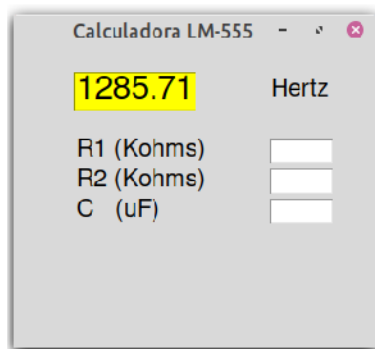 Calculadora LM-555
1285.71 Hertz
R1 (Kohms)
R2 (Kohms)
C (uF)